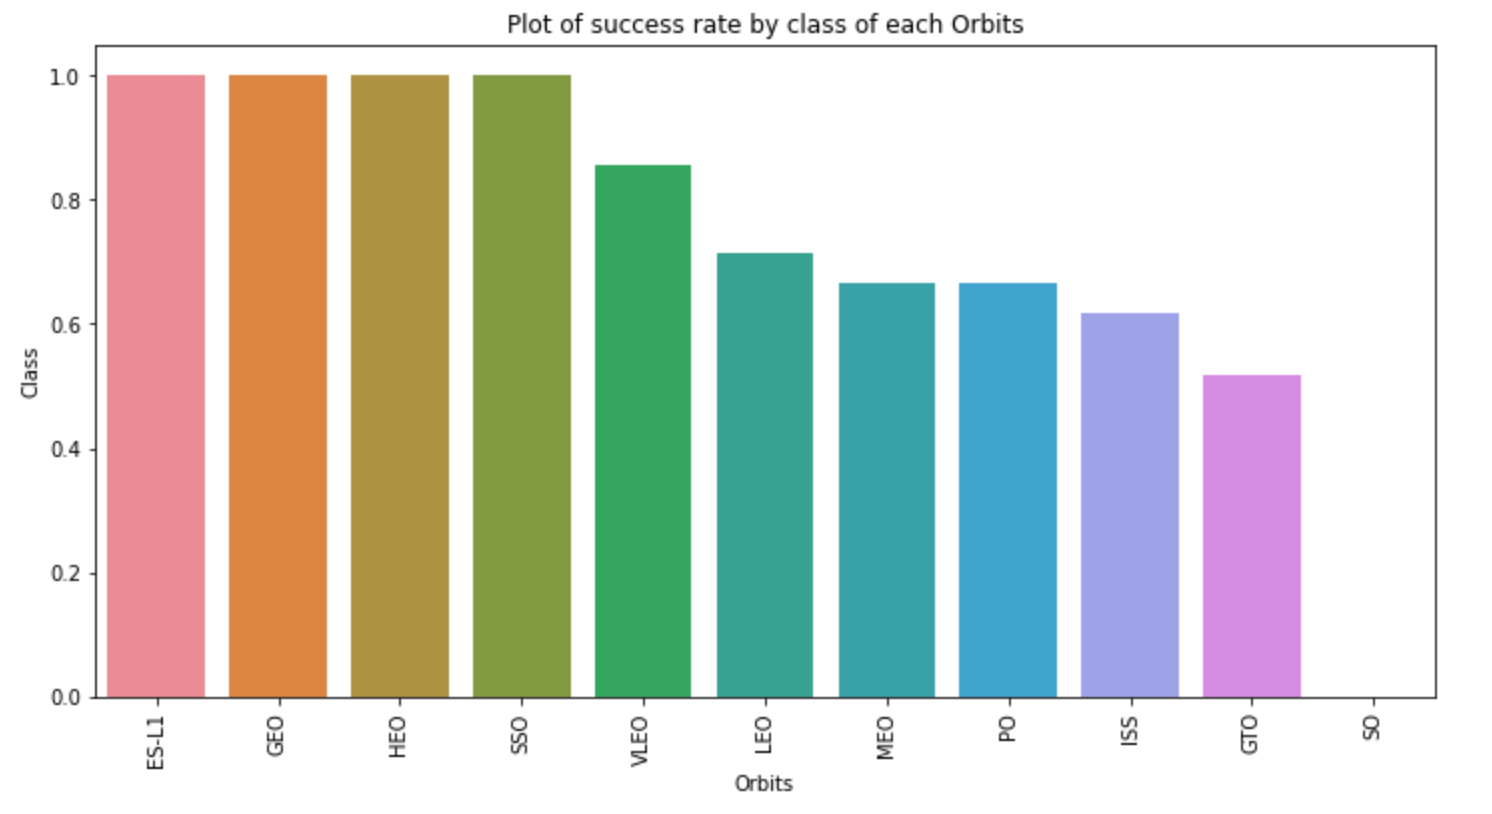 Plot of success rate by class of each Orbits
1.0
0.8
0.6
0.4
0.2
0.0
Class
ES-L1
GEO
HEO
SSO
VLEO
LEO
MEO
PO
ISS
GTO
SO
Orbits